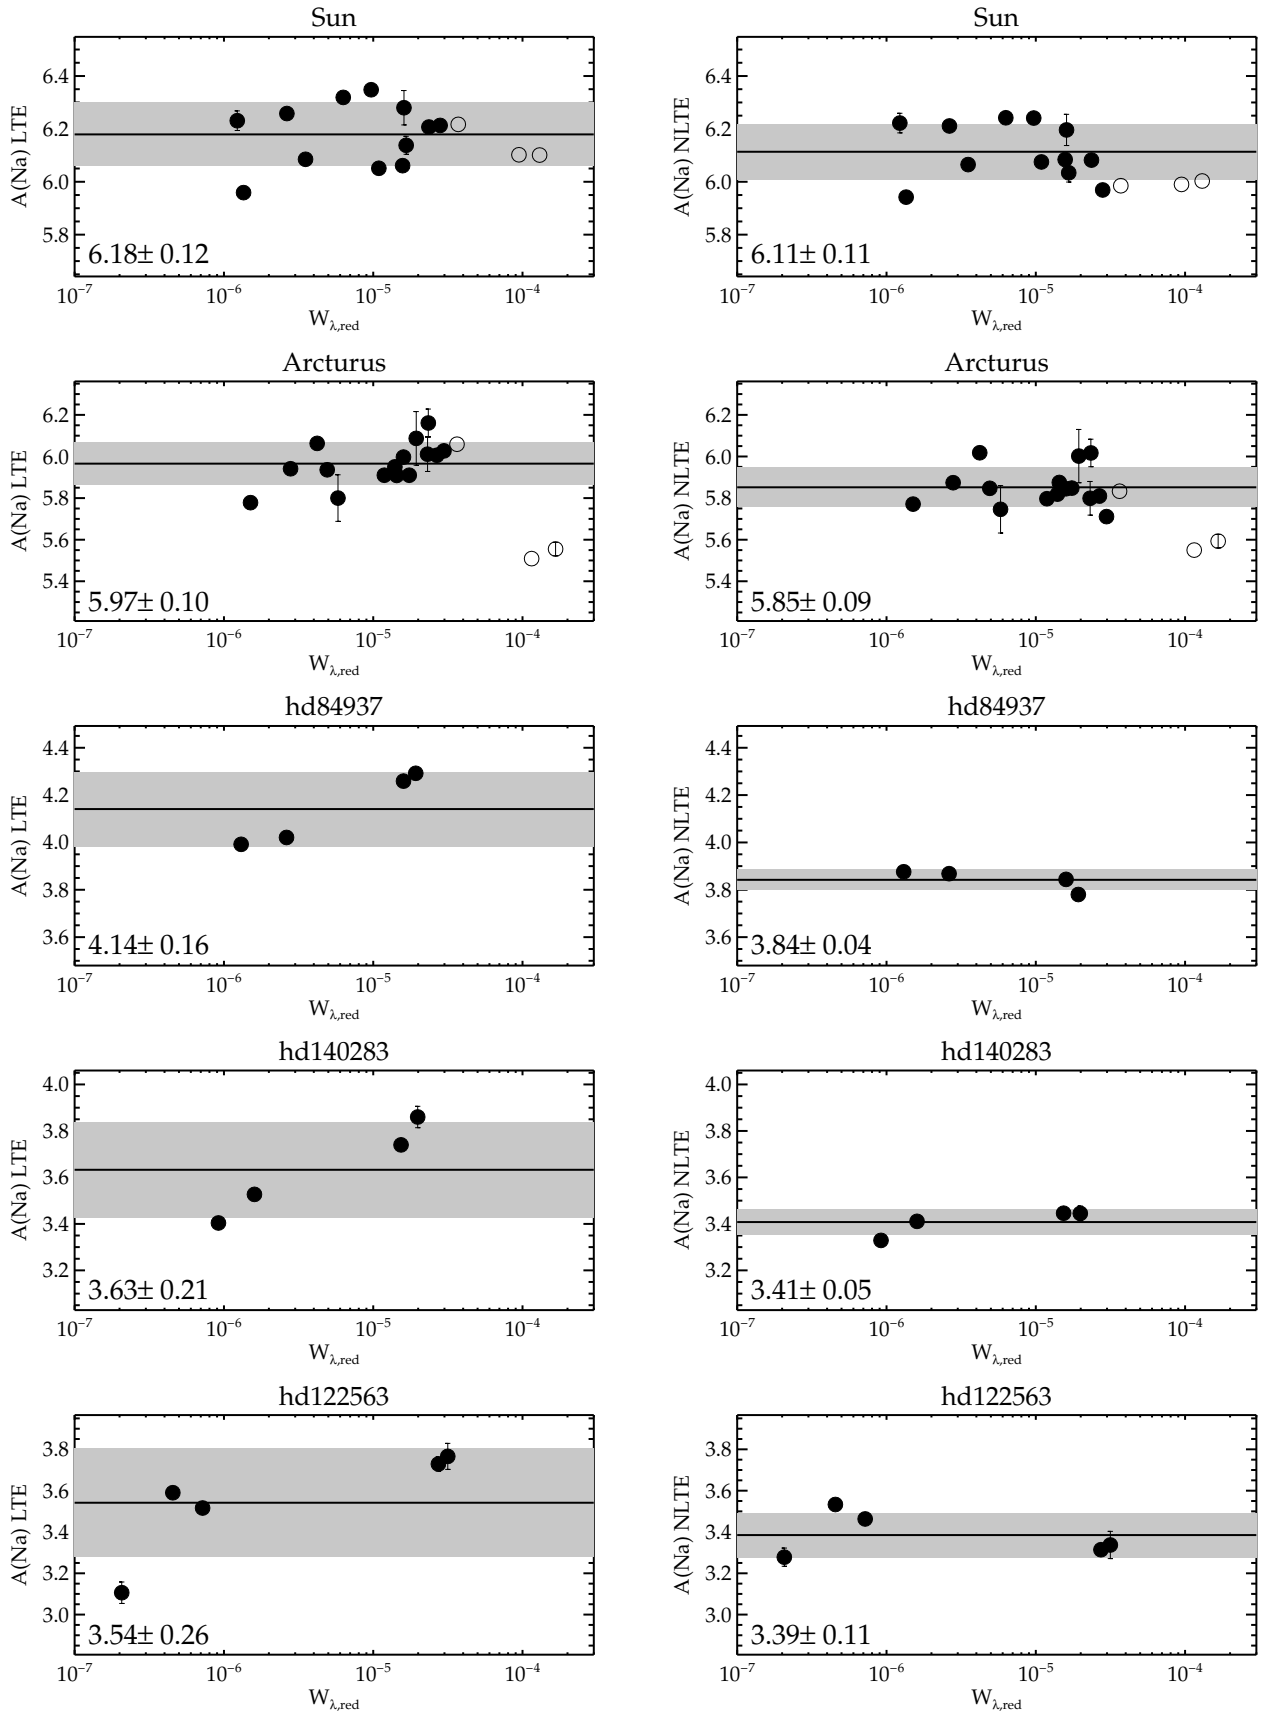 Sun
A(Na) LTE
6.4
6.2
6.0
5.8
6.18± 0.12
10⁻⁷ 10⁻⁶ 10⁻⁵ 10⁻⁴
W_λ,red
Sun
A(Na) NLTE
6.4
6.2
6.0
5.8
6.11± 0.11
10⁻⁷ 10⁻⁶ 10⁻⁵ 10⁻⁴
W_λ,red
Arcturus
A(Na) LTE
6.2
6.0
5.8
5.6
5.4
5.97± 0.10
10⁻⁷ 10⁻⁶ 10⁻⁵ 10⁻⁴
W_λ,red
Arcturus
A(Na) NLTE
6.2
6.0
5.8
5.6
5.4
5.85± 0.09
10⁻⁷ 10⁻⁶ 10⁻⁵ 10⁻⁴
W_λ,red
hd84937
A(Na) LTE
4.4
4.2
4.0
3.8
3.6
4.14± 0.16
10⁻⁷ 10⁻⁶ 10⁻⁵ 10⁻⁴
W_λ,red
hd84937
A(Na) NLTE
4.4
4.2
4.0
3.8
3.6
3.84± 0.04
10⁻⁷ 10⁻⁶ 10⁻⁵ 10⁻⁴
W_λ,red
hd140283
A(Na) LTE
4.0
3.8
3.6
3.4
3.2
3.63± 0.21
10⁻⁷ 10⁻⁶ 10⁻⁵ 10⁻⁴
W_λ,red
hd140283
A(Na) NLTE
4.0
3.8
3.6
3.4
3.2
3.41± 0.05
10⁻⁷ 10⁻⁶ 10⁻⁵ 10⁻⁴
W_λ,red
hd122563
A(Na) LTE
3.8
3.6
3.4
3.2
3.0
3.54± 0.26
10⁻⁷ 10⁻⁶ 10⁻⁵ 10⁻⁴
W_λ,red
hd122563
A(Na) NLTE
3.8
3.6
3.4
3.2
3.0
3.39± 0.11
10⁻⁷ 10⁻⁶ 10⁻⁵ 10⁻⁴
W_λ,red